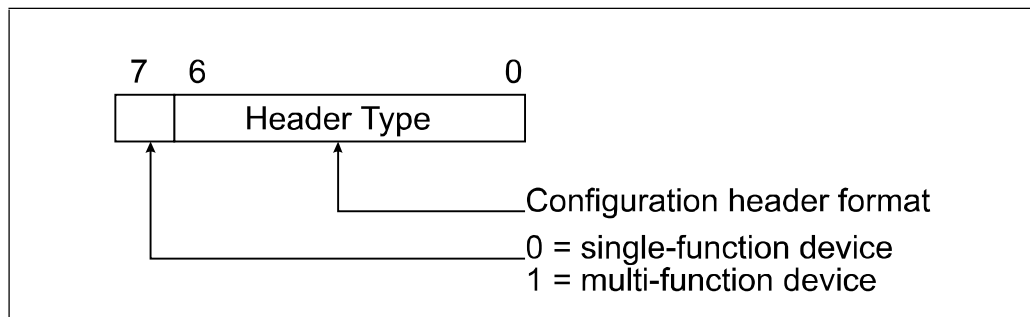 7 6 0
Header Type
Configuration header format
0 = single-function device
1 = multi-function device